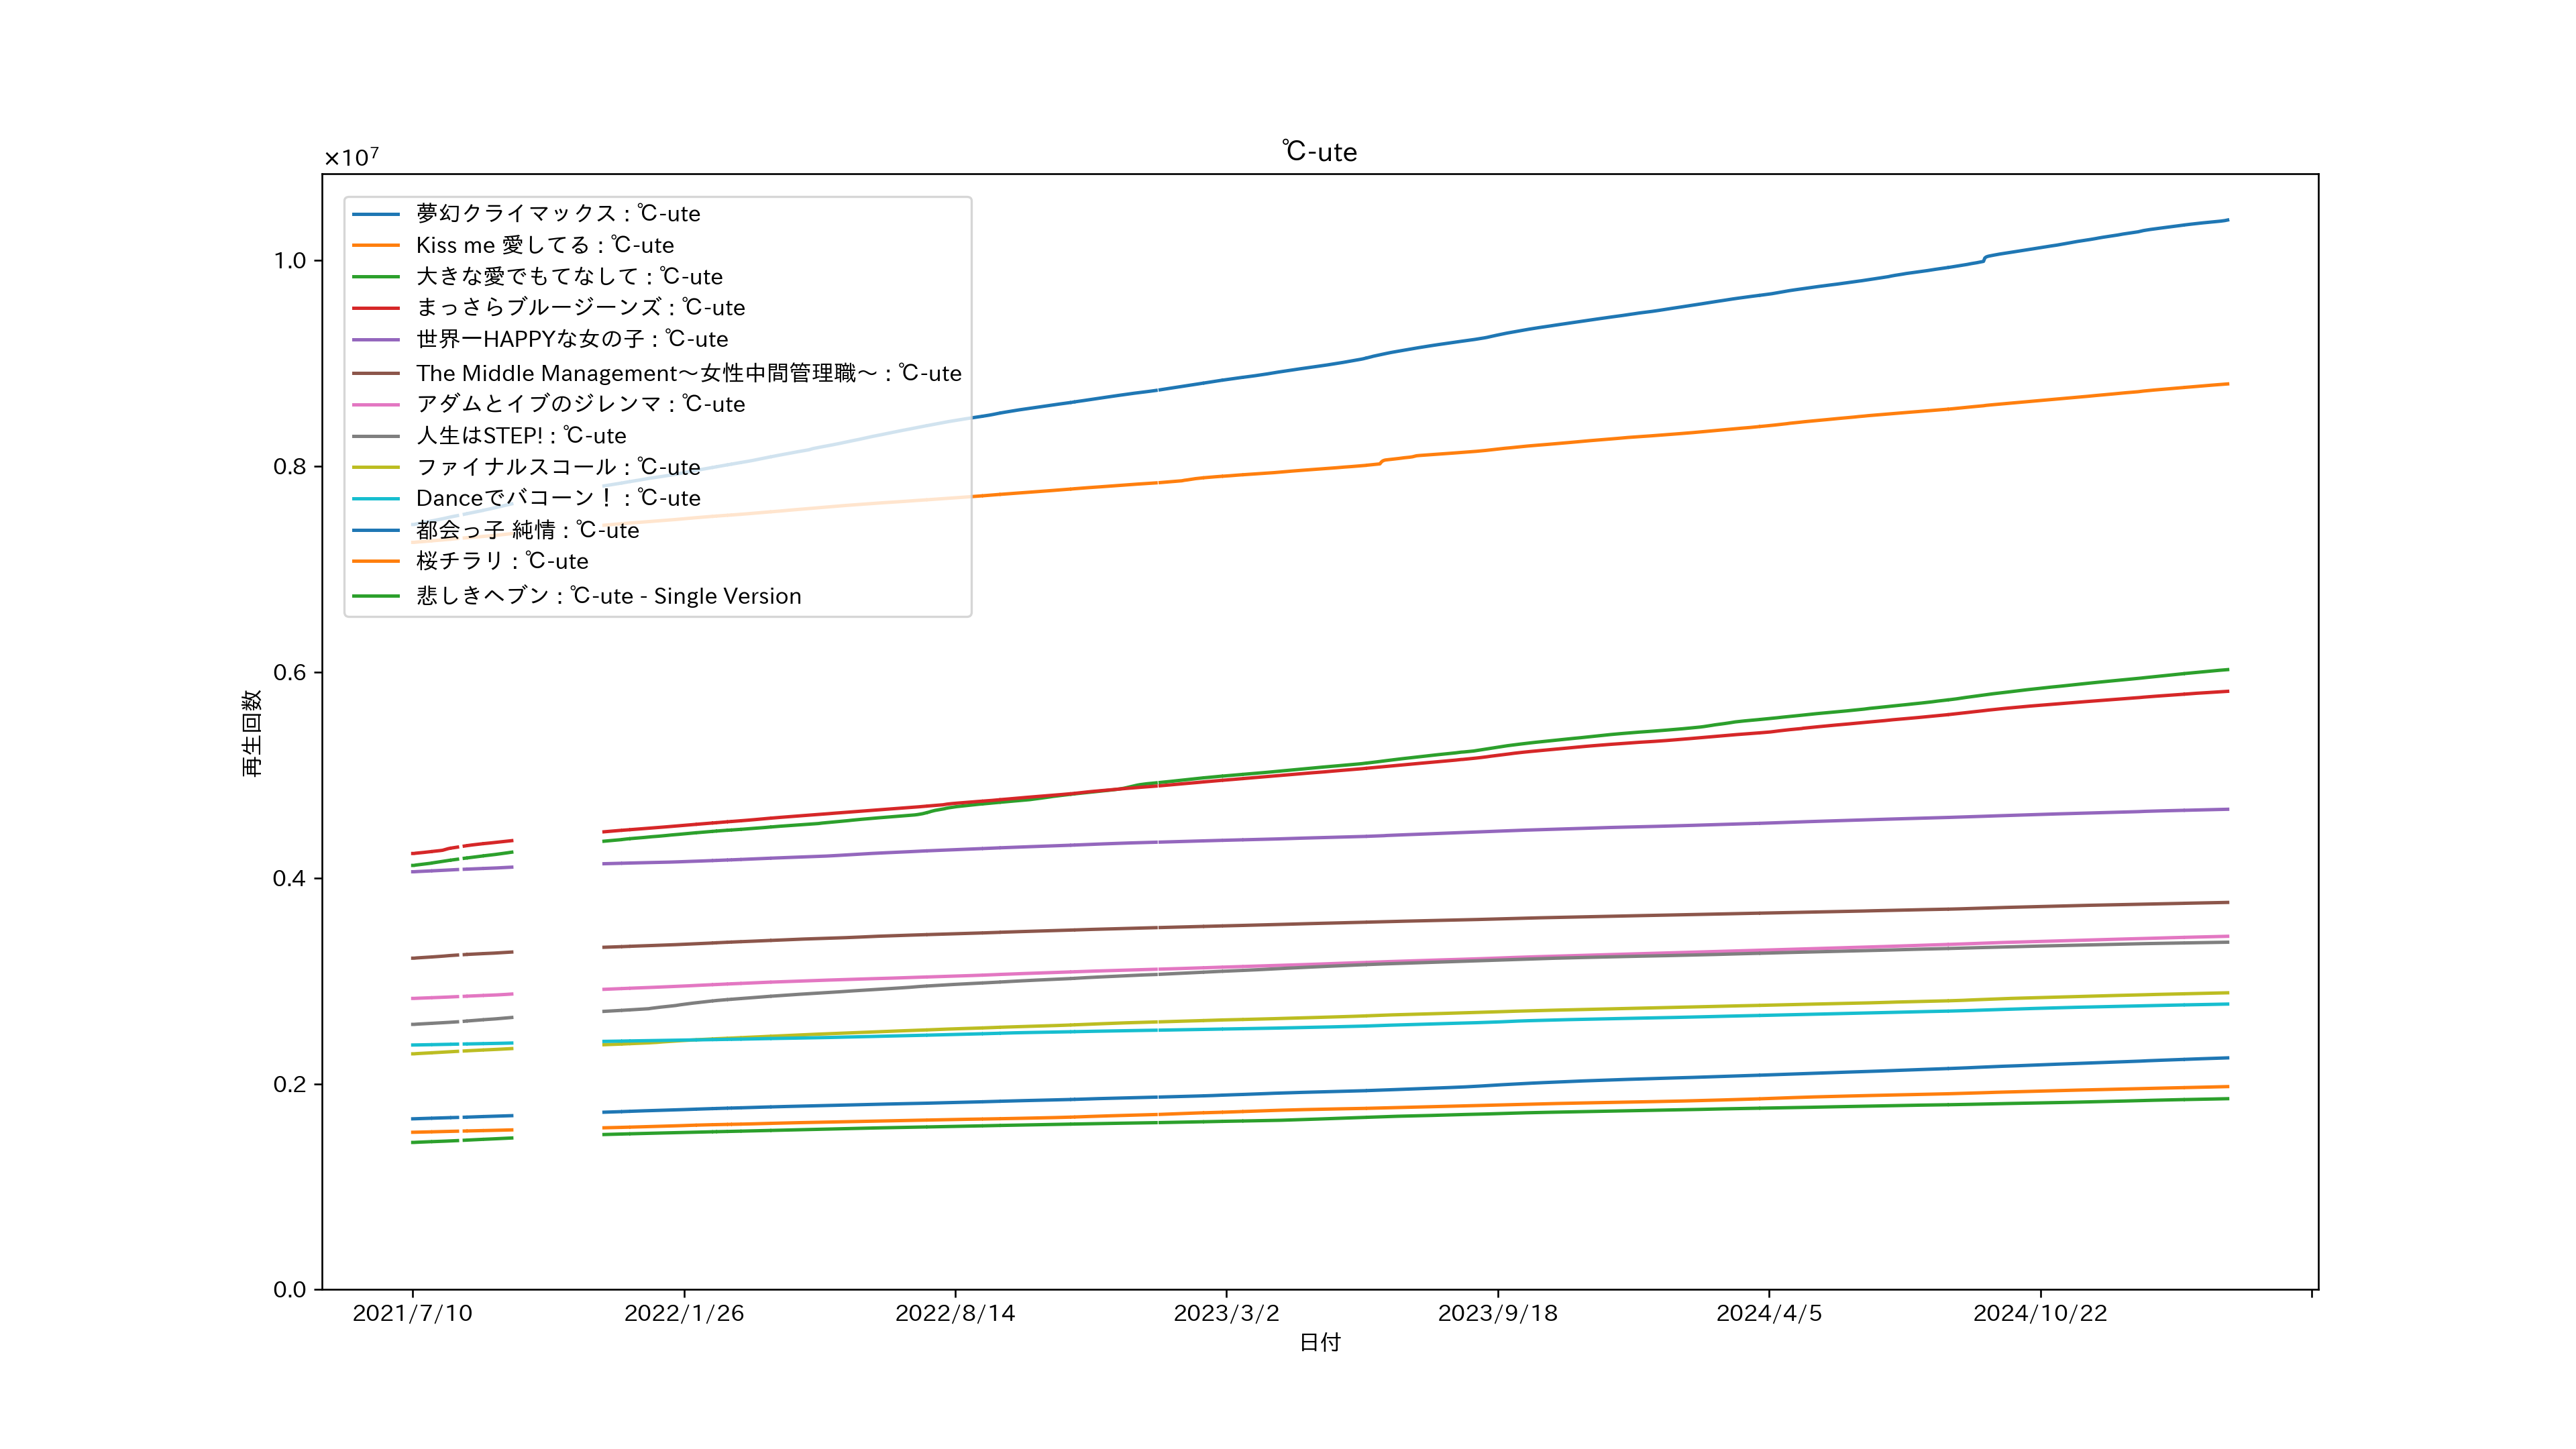 ℃-ute
×10⁷
夢幻クライマックス : ℃-ute
Kiss me 愛してる : ℃-ute
大きな愛でもてなして : ℃-ute
まっさらブルージーンズ : ℃-ute
世界一HAPPYな女の子 : ℃-ute
The Middle Management～女性中間管理職～ : ℃-ute
アダムとイブのジレンマ : ℃-ute
人生はSTEP! : ℃-ute
ファイナルスコール : ℃-ute
Danceでバコーン！ : ℃-ute
都会っ子 純情 : ℃-ute
桜チラリ : ℃-ute
悲しきヘブン : ℃-ute - Single Version
1.0
0.8
0.6
0.4
0.2
0.0
再生回数
2021/7/10 2022/1/26 2022/8/14 2023/3/2 2023/9/18 2024/4/5 2024/10/22
日付